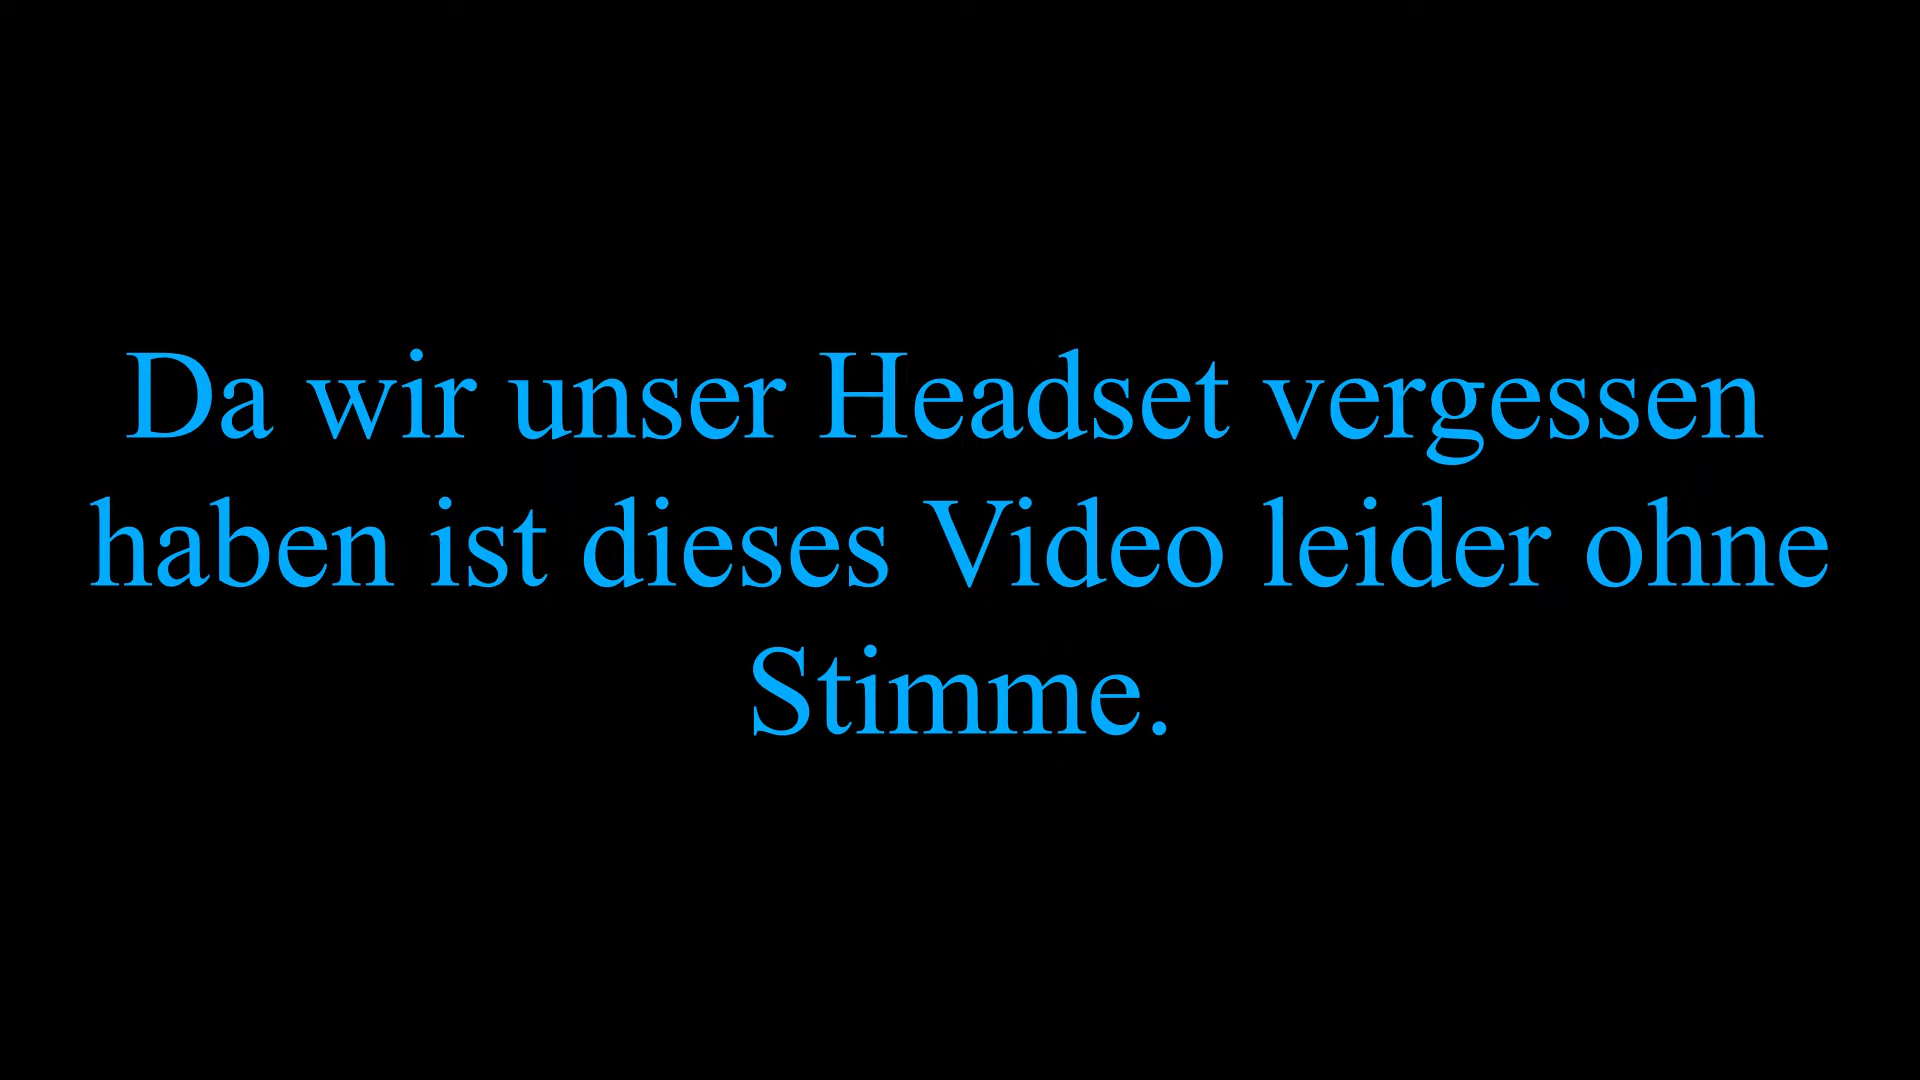 Da wir unser Headset vergessen
haben ist dieses Video leider ohne
Stimme.